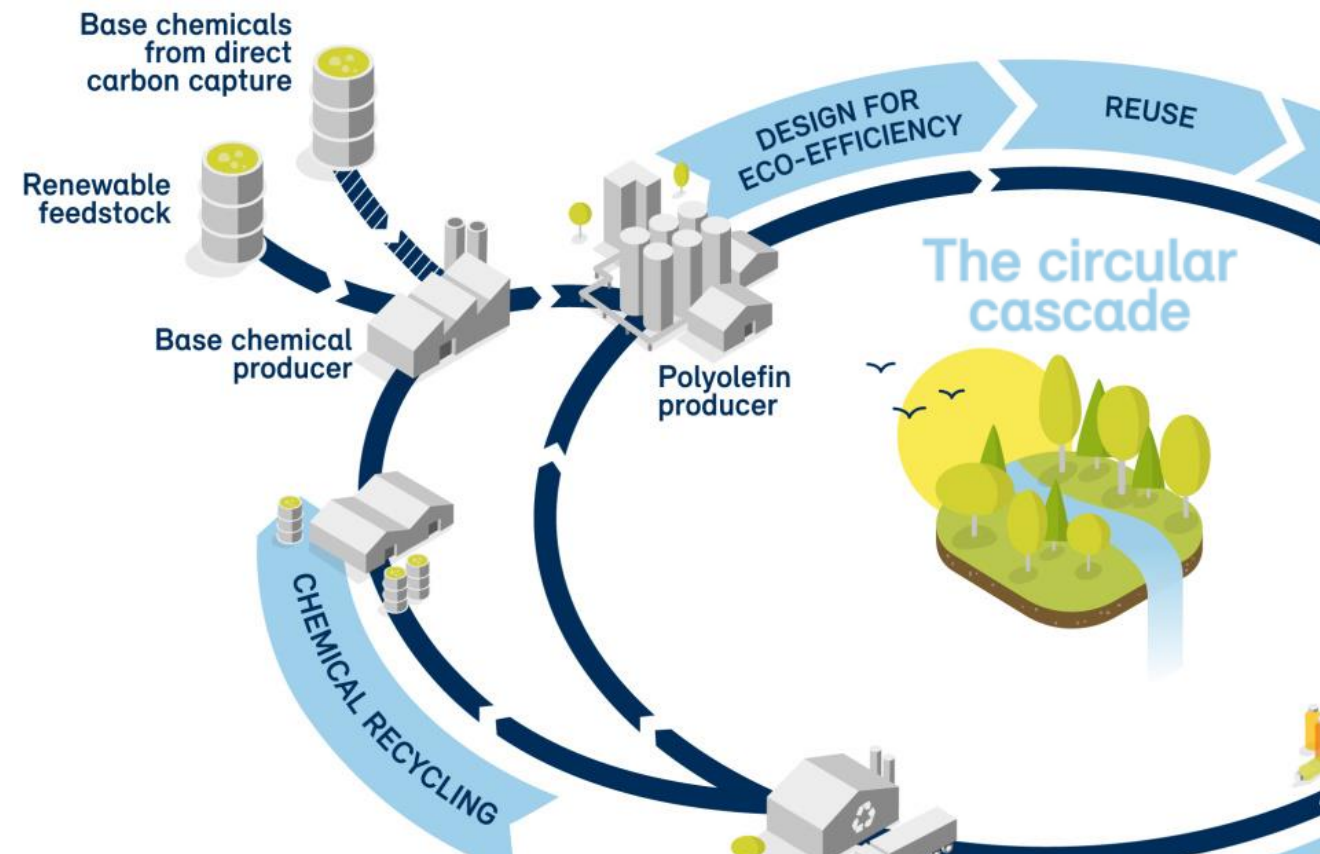 Base chemicals
from direct
carbon capture
Renewable
feedstock
Base chemical
producer
Polyolefin
producer
DESIGN FOR
ECO-EFFICIENCY
REUSE
The circular
cascade
CHEMICAL RECYCLING